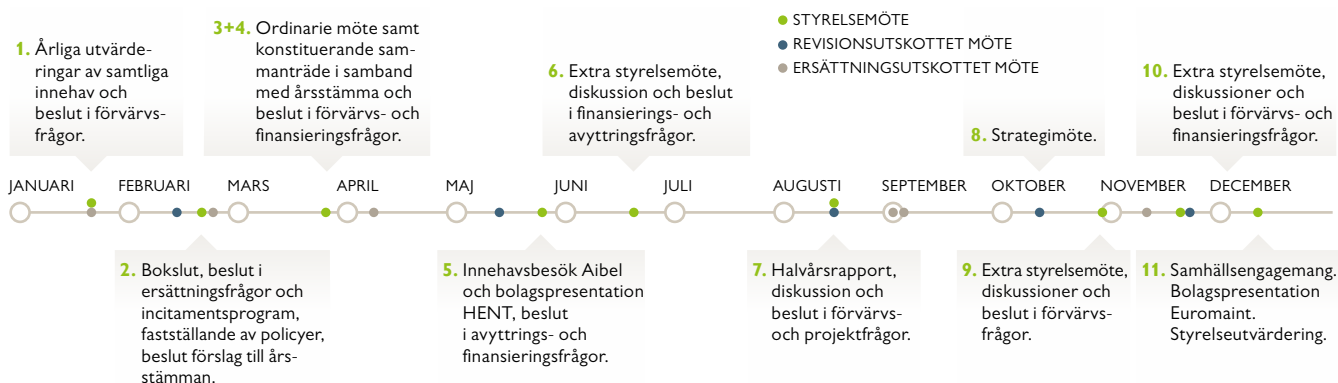 1. Årliga utvärde-
ringar av samtliga
innehav och
beslut i förvärvs-
frågor.
3+4. Ordinarie möte samt
konstituerande sam-
manträde i samband
med årsstämma och
beslut i förvärvs- och
finansieringsfrågor.
6. Extra styrelsemöte,
diskussion och beslut
i finansierings- och
avyttringsfrågor.
STYRELSEMÖTE
REVISIONSUTSKOTTET MÖTE
ERSÄTTNINGSUTSKOTTET MÖTE
8. Strategimöte.
10. Extra styrelsemöte,
diskussioner och
beslut i förvärvs- och
finansieringsfrågor.
JANUARI FEBRUARI MARS APRIL MAJ JUNI JULI AUGUSTI SEPTEMBER OKTOBER NOVEMBER DECEMBER
2. Bokslut, beslut i
ersättningsfrågor och
incitamentsprogram,
fastställande av policyer,
beslut förslag till års-
stämman.
5. Innehavsbesök Aibel
och bolagspresentation
HENT, beslut
i avyttrings- och
finansieringsfrågor.
7. Halvårsrapport,
diskussion och
beslut i förvärvs-
och projektfrågor.
9. Extra styrelsemöte,
diskussioner och
beslut i förvärvs-
frågor.
11. Samhällsengagemang.
Bolagspresentation
Euromaint.
Styrelseutvärdering.